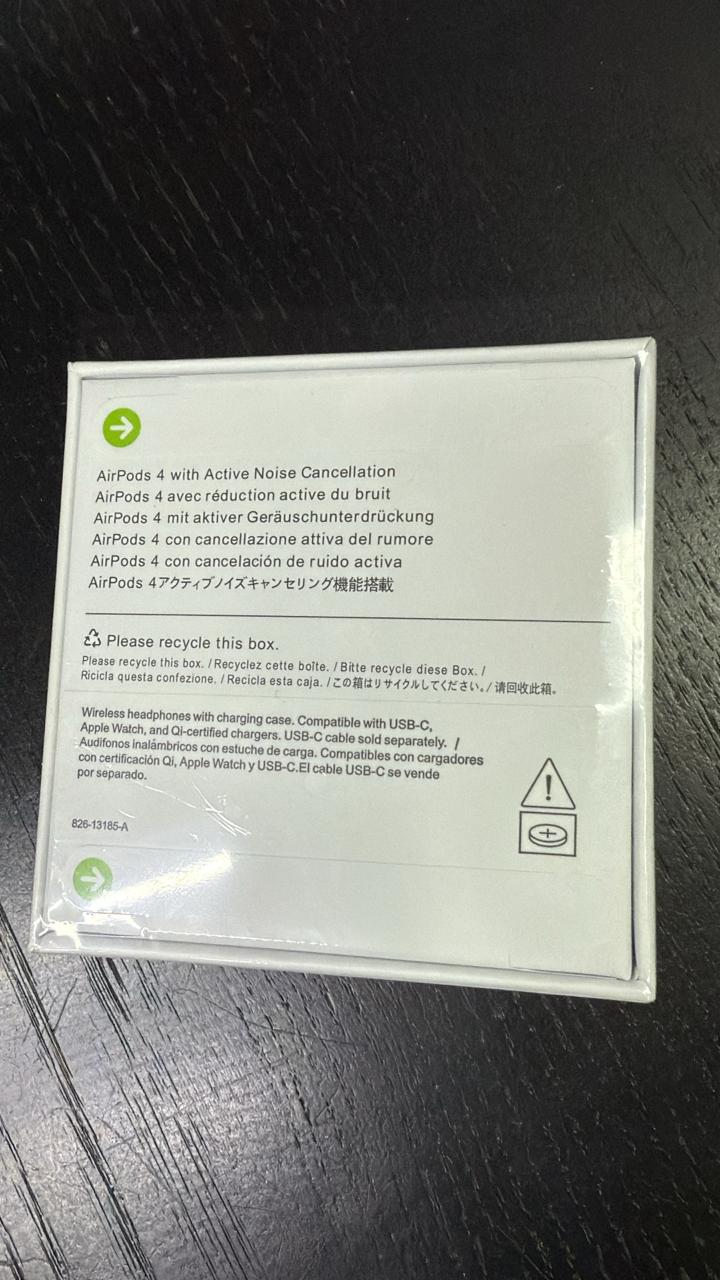 AirPods 4 with Active Noise Cancellation
AirPods 4 avec réduction active du bruit
AirPods 4 mit aktiver Geräuschunterdrückung
AirPods 4 con cancellazione attiva del rumore
AirPods 4 con cancelación de ruido activa
AirPods 4アクティブノイズキャンセリング機能搭載
Please recycle this box.
Please recycle this box. / Recyclez cette boîte. / Bitte recycle diese Box. /
Ricicla questa confezione. / Recicla esta caja. / この箱はリサイクルしてください。/ 请回收此箱。
Wireless headphones with charging case. Compatible with USB-C,
Apple Watch, and Qi-certified chargers. USB-C cable sold separately. /
Audifonos inalámbricos con estuche de carga. Compatibles con cargadores
con certificación Qi, Apple Watch y USB-C.El cable USB-C se vende
por separado.
826-13185-A